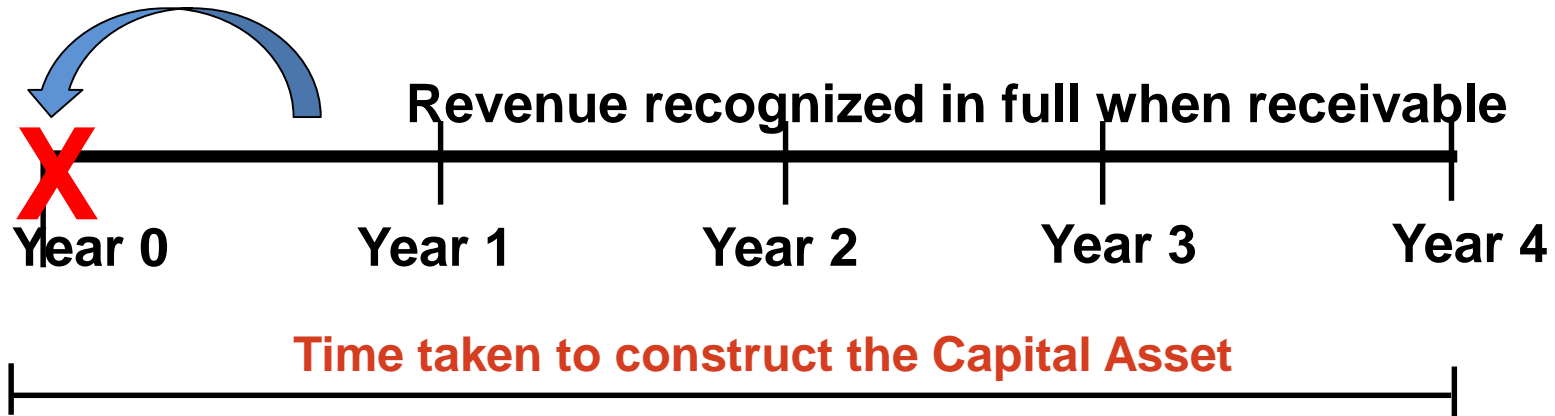 Revenue recognized in full when receivable
X
Year 0 Year 1 Year 2 Year 3 Year 4
Time taken to construct the Capital Asset